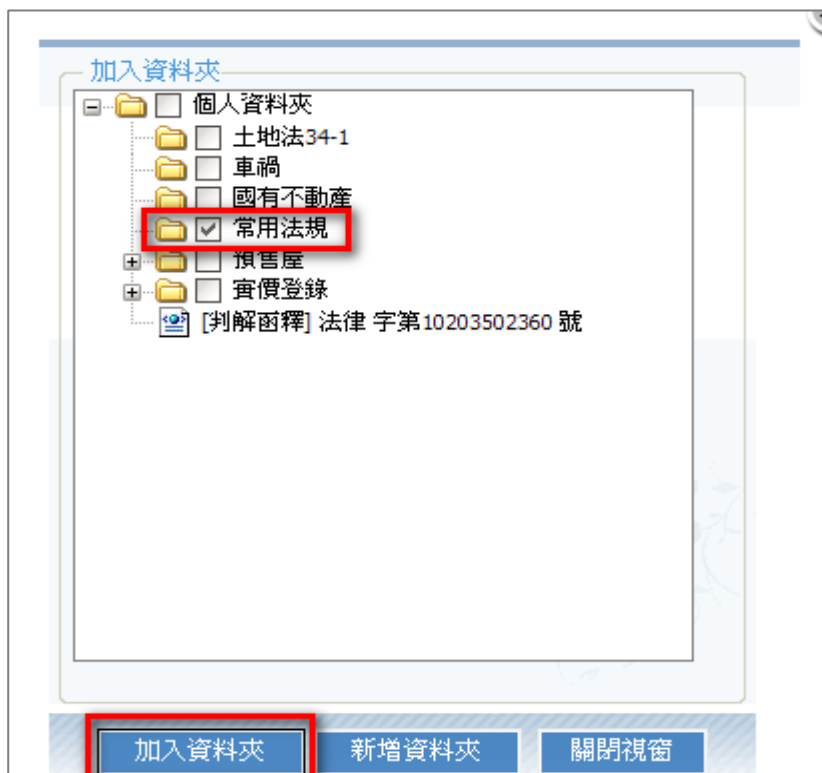 加入資料夾
個人資料夾
土地法34-1
車禍
國有不動產
常用法規
預售屋
實價登錄
[判解函釋] 法律 字第10203502360 號
加入資料夾 新增資料夾 關閉視窗